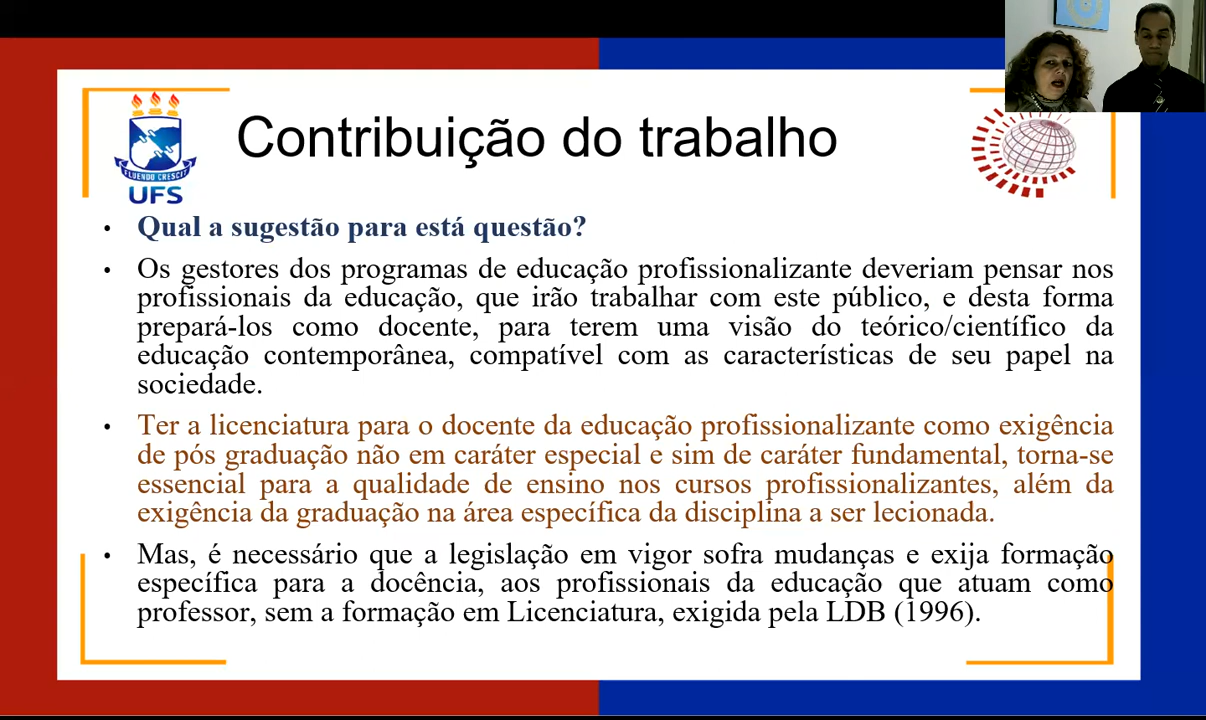 Contribuição do trabalho
FLUENDO CRESCIT
UFS
• Qual a sugestão para está questão?
• Os gestores dos programas de educação profissionalizante deveriam pensar nos
profissionais da educação, que irão trabalhar com este público, e desta forma
prepará-los como docente, para terem uma visão do teórico/científico da
educação contemporânea, compatível com as características de seu papel na
sociedade.
• Ter a licenciatura para o docente da educação profissionalizante como exigência
de pós graduação não em caráter especial e sim de caráter fundamental, torna-se
essencial para a qualidade de ensino nos cursos profissionalizantes, além da
exigência da graduação na área específica da disciplina a ser lecionada.
• Mas, é necessário que a legislação em vigor sofra mudanças e exija formação
específica para a docência, aos profissionais da educação que atuam como
professor, sem a formação em Licenciatura, exigida pela LDB (1996).